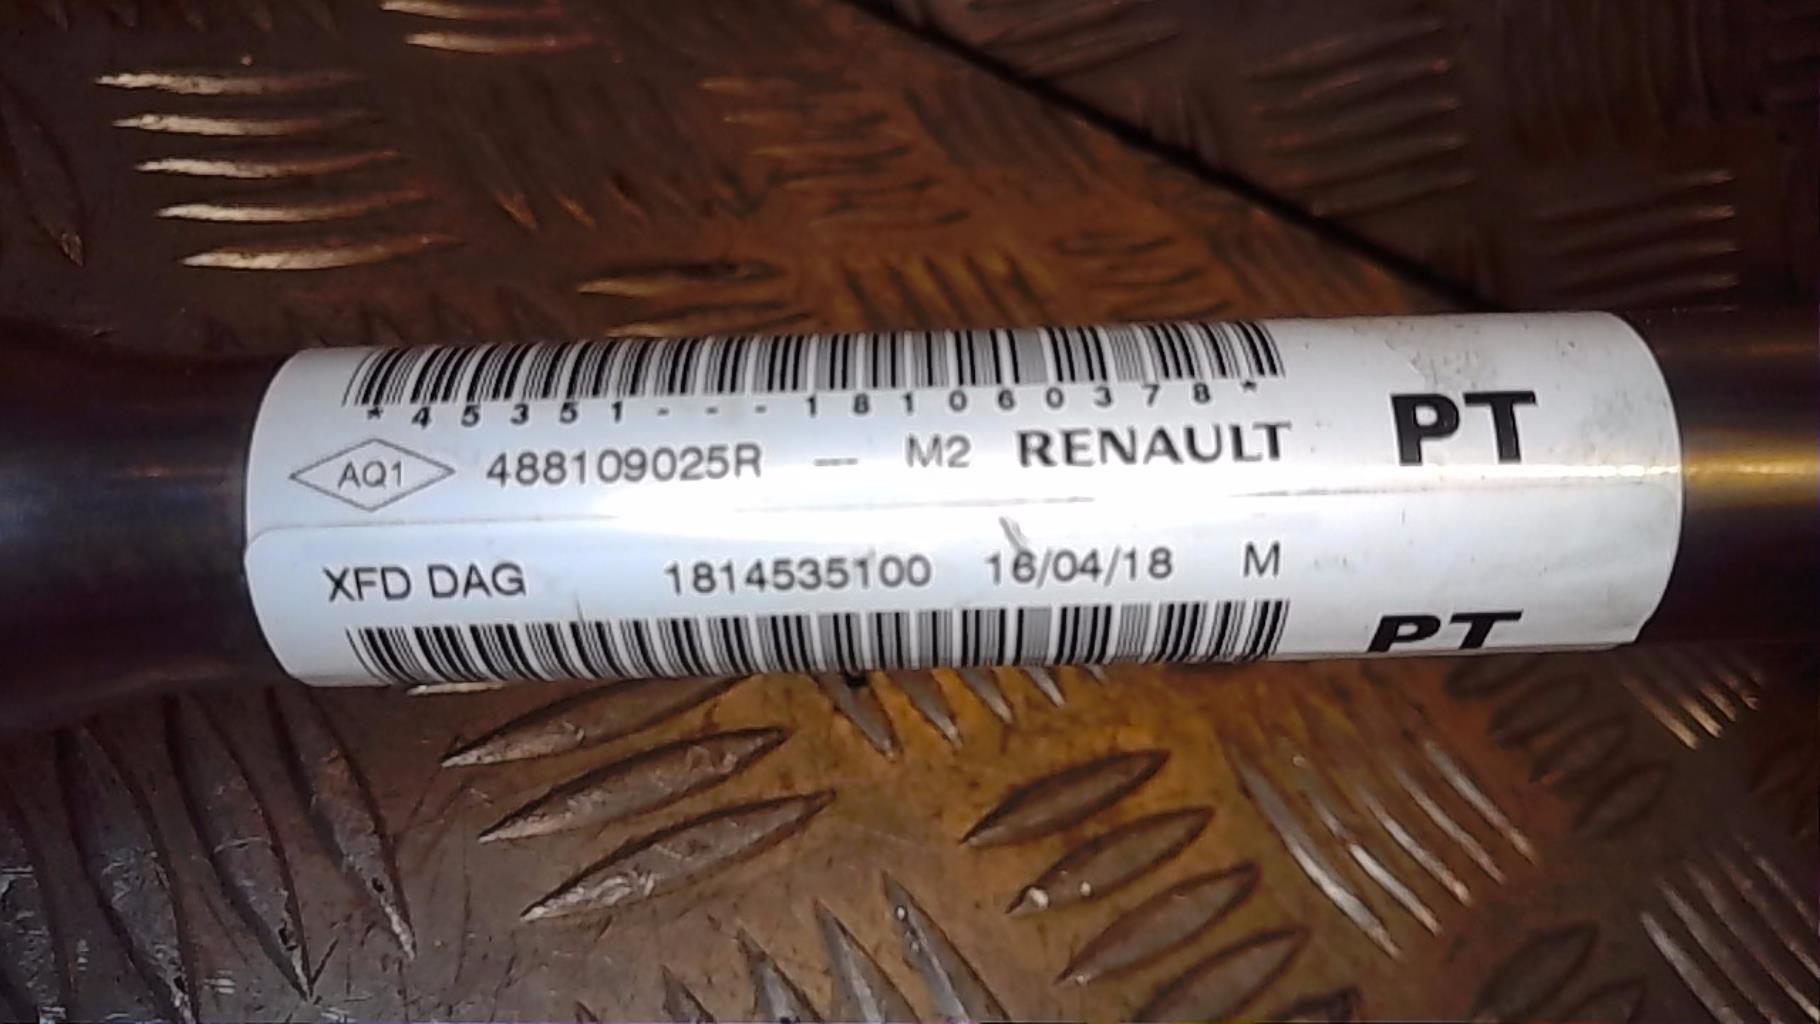 *45351---181060378*
AQ1 488109025R --- M2 RENAULT PT
XFD DAG 1814535100 16/04/18 M
PT